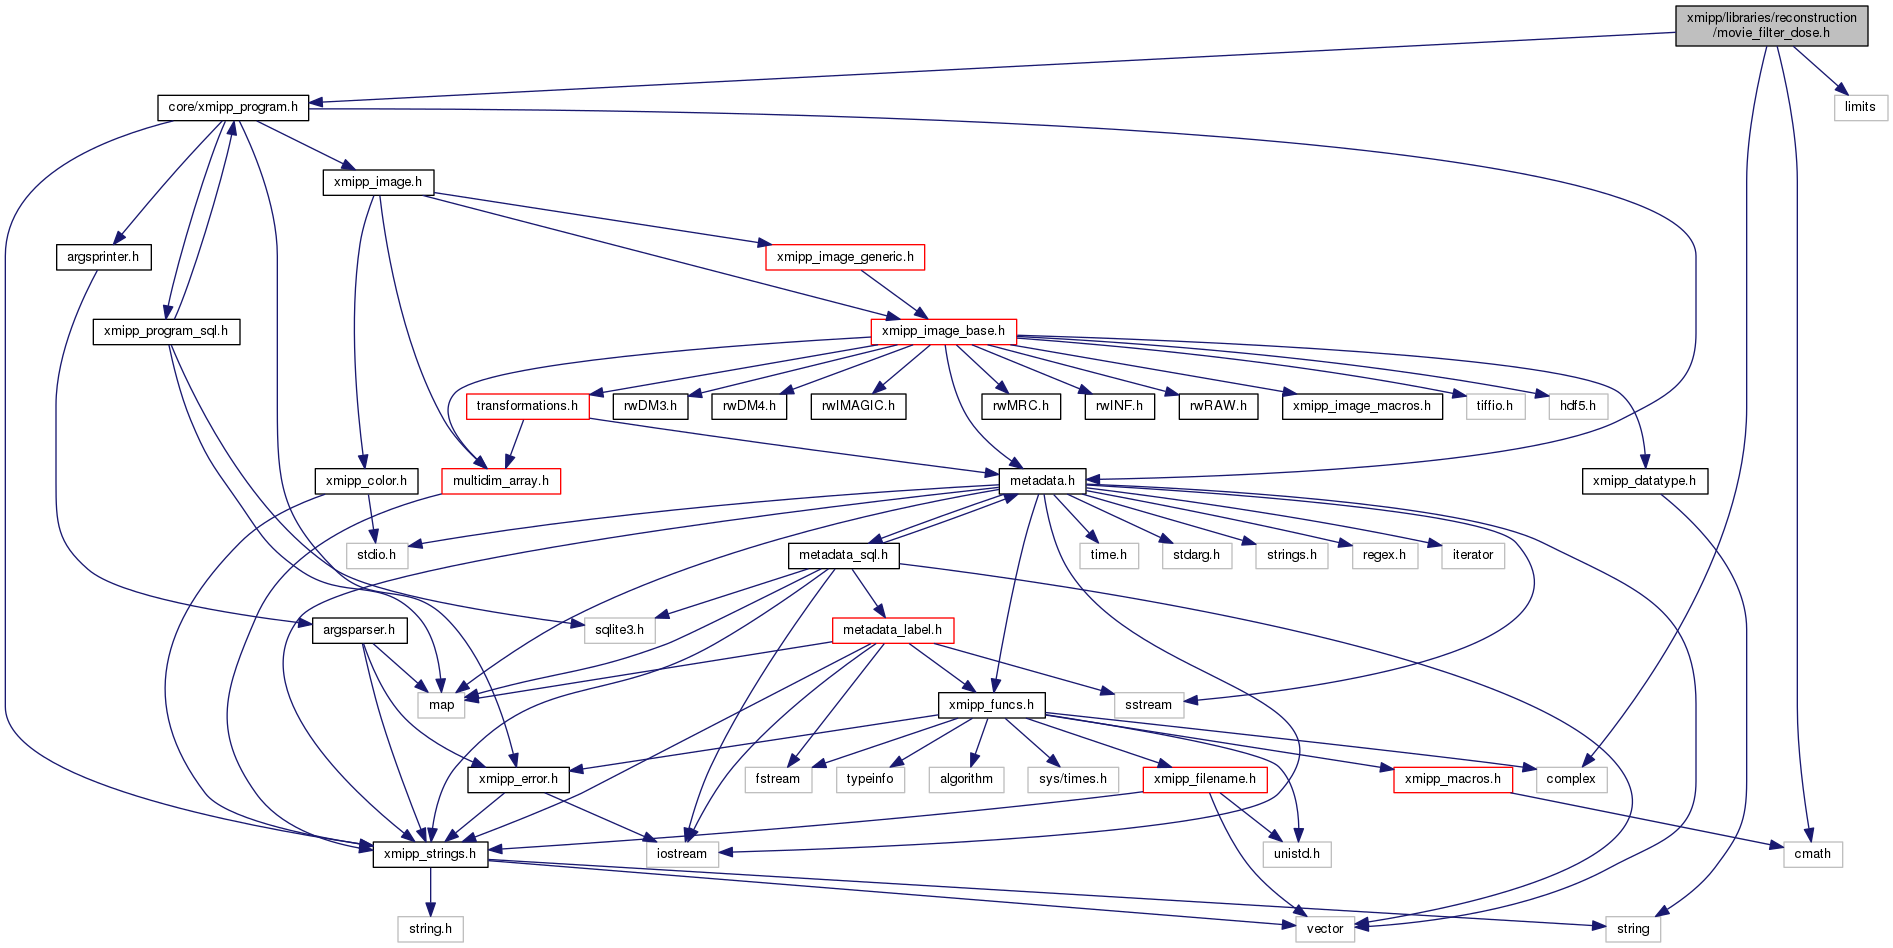 xmipp/libraries/reconstruction
/movie_filter_dose.h
core/xmipp_program.h
limits
xmipp_image.h
argsprinter.h
xmipp_image_generic.h
xmipp_program_sql.h
xmipp_image_base.h
transformations.h
rwDM3.h
rwDM4.h
rwIMAGIC.h
rwMRC.h
rwINF.h
rwRAW.h
xmipp_image_macros.h
tiffio.h
hdf5.h
xmipp_color.h
multidim_array.h
metadata.h
xmipp_datatype.h
stdio.h
metadata_sql.h
time.h
stdarg.h
strings.h
regex.h
iterator
argsparser.h
sqlite3.h
metadata_label.h
map
xmipp_funcs.h
sstream
xmipp_error.h
fstream
typeinfo
algorithm
sys/times.h
xmipp_filename.h
xmipp_macros.h
complex
xmipp_strings.h
iostream
unistd.h
cmath
string.h
vector
string